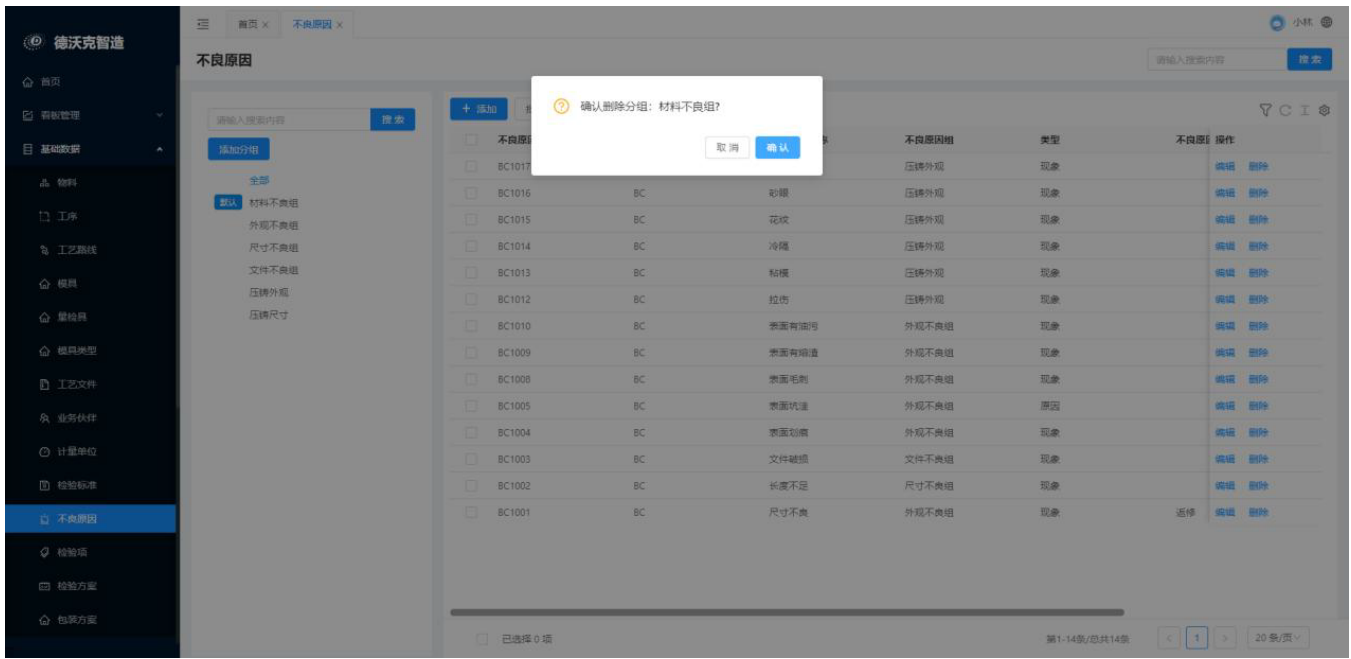 德沃克智造
首页
看板管理
基础数据
物料
工序
工艺路线
模具
量检具
模具类型
工艺文件
业务伙伴
计量单位
检验标准
不良原因
检验项
检验方案
包装方案
首页 × 不良原因 ×
小林
不良原因
请输入搜索内容 搜索
请输入搜索内容 搜索
添加分组
全部
默认 材料不良组
外观不良组
尺寸不良组
文件不良组
压铸外观
压铸尺寸
+ 添加
确认删除分组：材料不良组?
取消 确认
不良原因 不良原因组 类型 不良原因 操作
BC1017 压铸外观 现象 编辑 删除
BC1016 BC 砂眼 压铸外观 现象 编辑 删除
BC1015 BC 花纹 压铸外观 现象 编辑 删除
BC1014 BC 冷隔 压铸外观 现象 编辑 删除
BC1013 BC 粘模 压铸外观 现象 编辑 删除
BC1012 BC 拉伤 压铸外观 现象 编辑 删除
BC1010 BC 表面有油污 外观不良组 现象 编辑 删除
BC1009 BC 表面有熔渣 外观不良组 现象 编辑 删除
BC1008 BC 表面毛刺 外观不良组 现象 编辑 删除
BC1005 BC 表面坑洼 外观不良组 原因 编辑 删除
BC1004 BC 表面划痕 外观不良组 现象 编辑 删除
BC1003 BC 文件破损 文件不良组 现象 编辑 删除
BC1002 BC 长度不足 尺寸不良组 现象 编辑 删除
BC1001 BC 尺寸不良 外观不良组 现象 返修 编辑 删除
已选择 0 项 第1-14条/总共14条 < 1 > 20 条/页